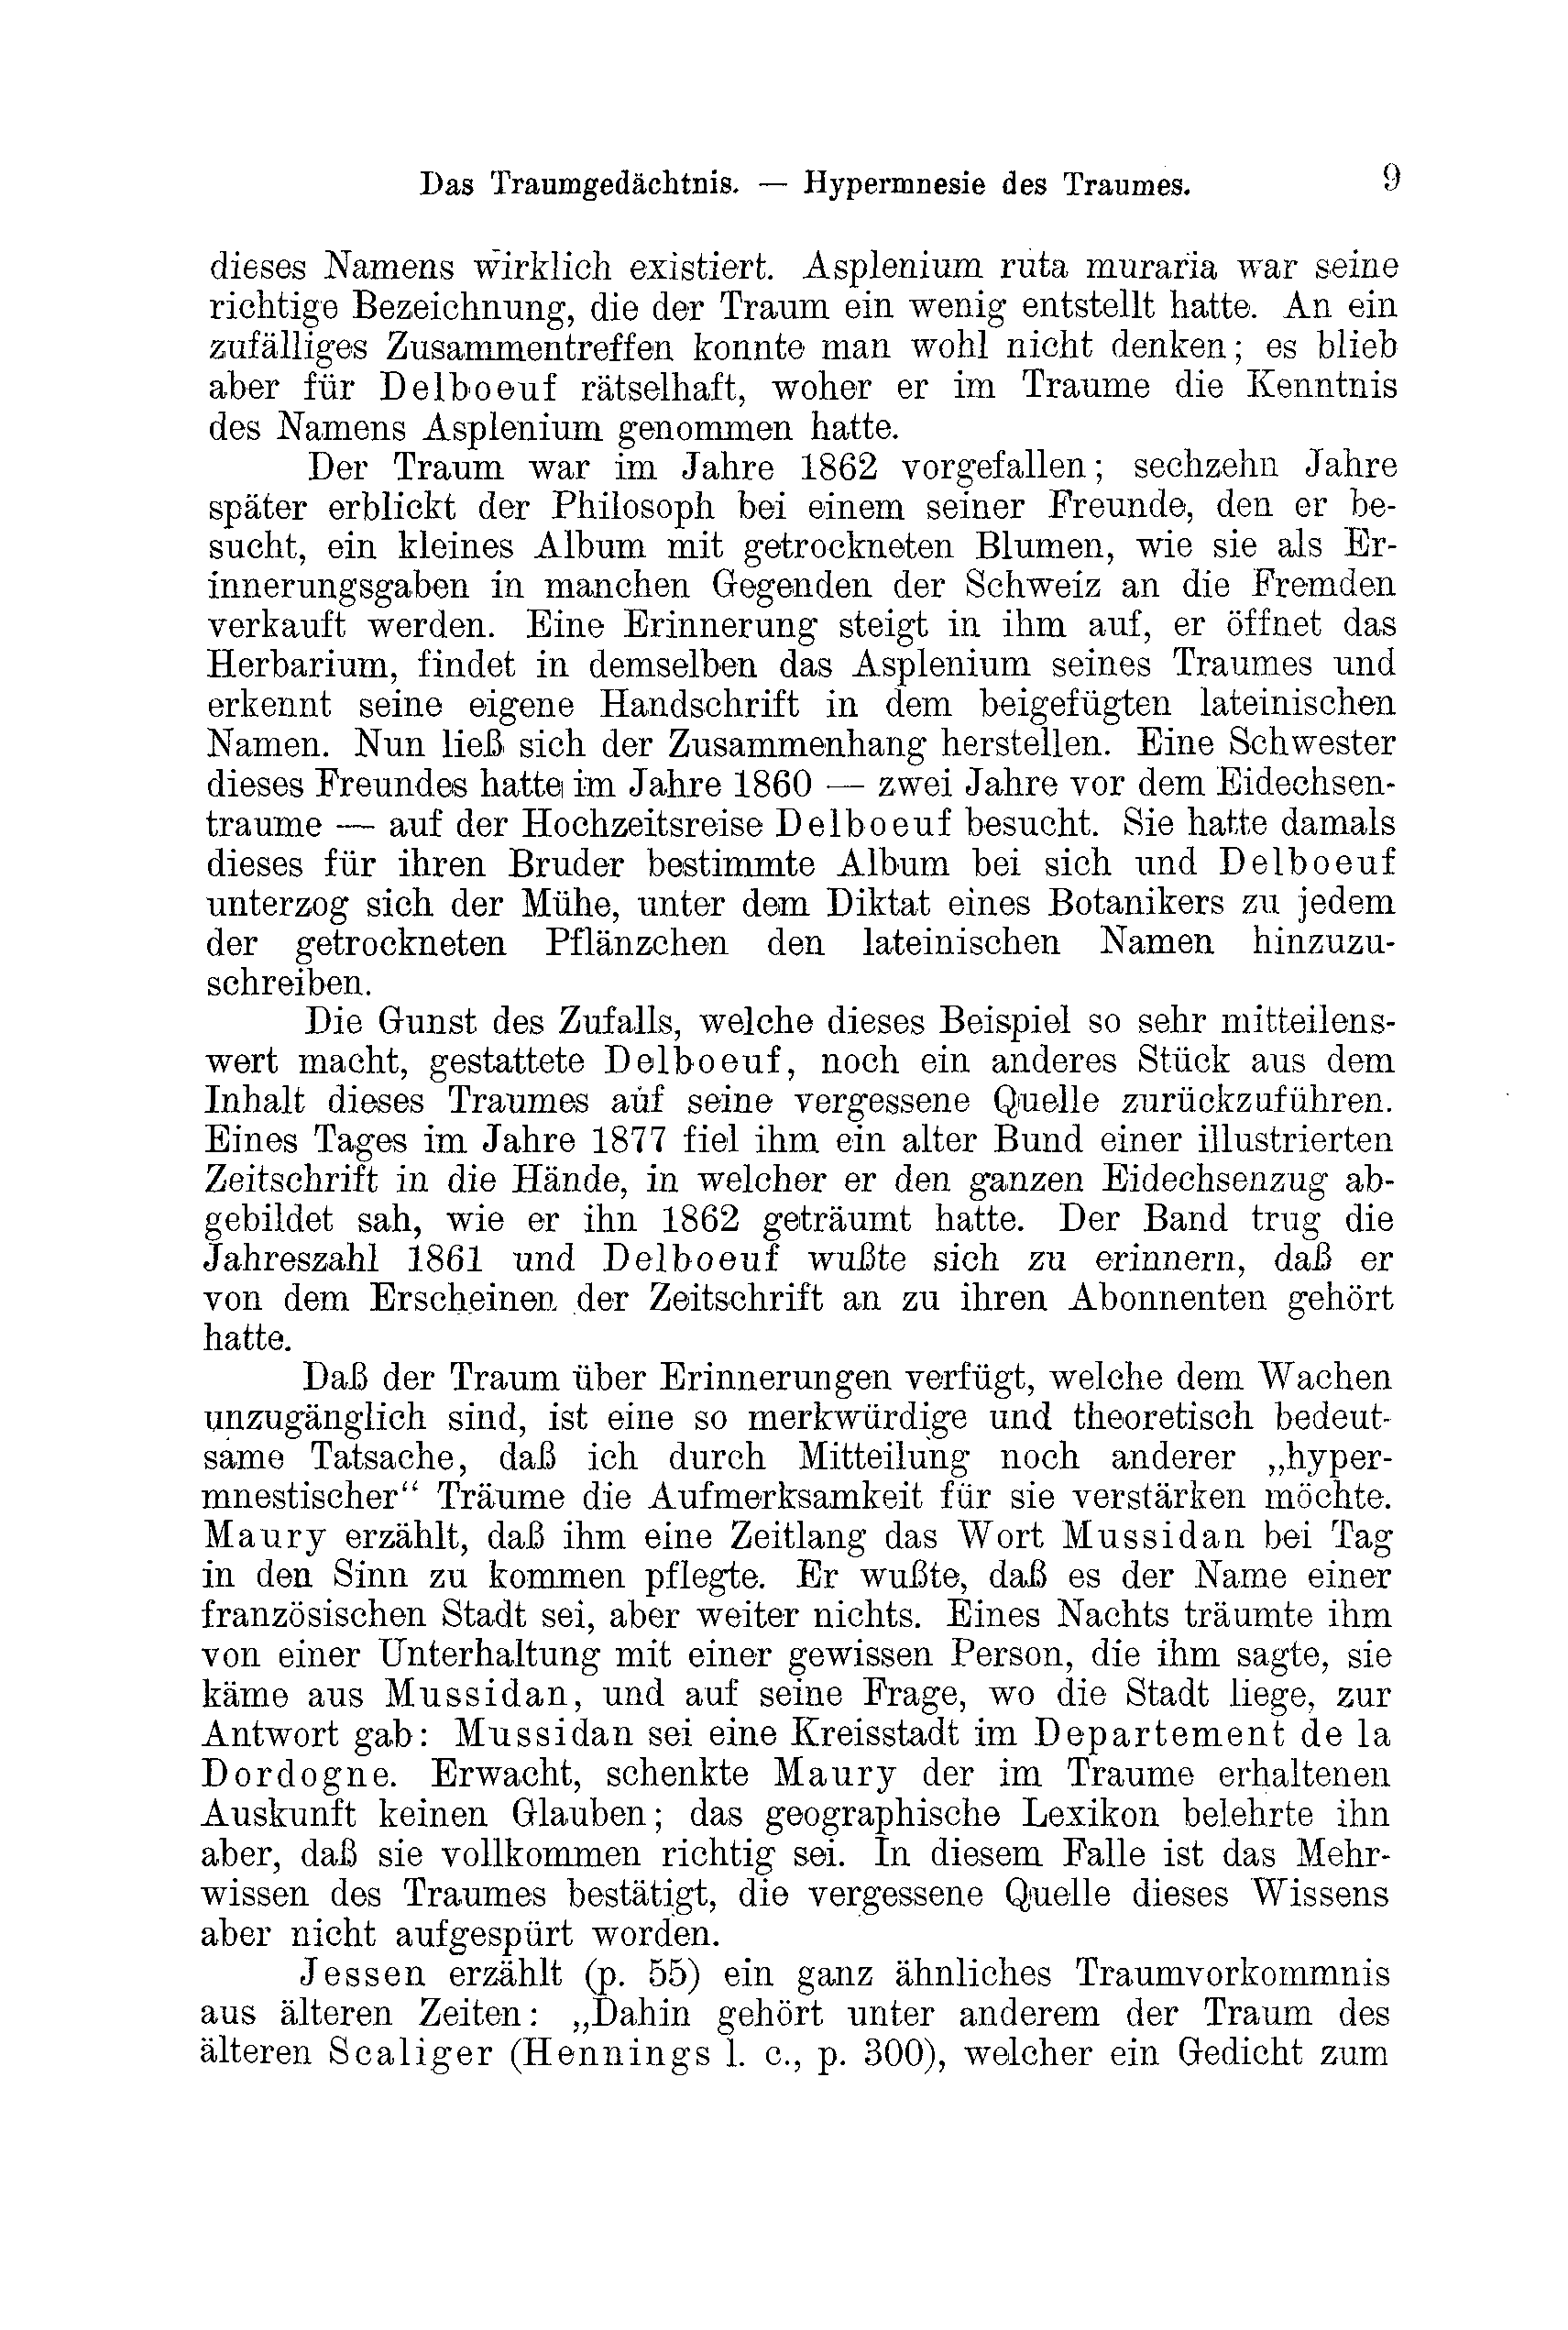 Das Traumgedächtnis. — Hypermnesie des Traumes. 9
dieses Namens wirklich existiert. Asplenium ruta muraria war seine
richtige Bezeichnung, die der Traum ein wenig entstellt hatte. An ein
zufälliges Zusammentreffen konnte man wohl nicht denken; es blieb
aber für Delboeuf rätselhaft, woher er im Traume die Kenntnis
des Namens Asplenium genommen hatte.
Der Traum war im Jahre 1862 vorgefallen; sechzehn Jahre
später erblickt der Philosoph bei einem seiner Freunde, den er be-
sucht, ein kleines Album mit getrockneten Blumen, wie sie als Er-
innerungsgaben in manchen Gegenden der Schweiz an die Fremden
verkauft werden. Eine Erinnerung steigt in ihm auf, er öffnet das
Herbarium, findet in demselben das Asplenium seines Traumes und
erkennt seine eigene Handschrift in dem beigefügten lateinischen
Namen. Nun ließ sich der Zusammenhang herstellen. Eine Schwester
dieses Freundes hatte im Jahre 1860 — zwei Jahre vor dem Eidechsen-
traume — auf der Hochzeitsreise Delboeuf besucht. Sie hatte damals
dieses für ihren Bruder bestimmte Album bei sich und Delboeuf
unterzog sich der Mühe, unter dem Diktat eines Botanikers zu jedem
der getrockneten Pflänzchen den lateinischen Namen hinzuzu-
schreiben.
Die Gunst des Zufalls, welche dieses Beispiel so sehr mitteilens-
wert macht, gestattete Delboeuf, noch ein anderes Stück aus dem
Inhalt dieses Traumes auf seine vergessene Quelle zurückzuführen.
Eines Tages im Jahre 1877 fiel ihm ein alter Bund einer illustrierten
Zeitschrift in die Hände, in welcher er den ganzen Eidechsenzug ab-
gebildet sah, wie er ihn 1862 geträumt hatte. Der Band trug die
Jahreszahl 1861 und Delboeuf wußte sich zu erinnern, daß er
von dem Erscheinen der Zeitschrift an zu ihren Abonnenten gehört
hatte.
Daß der Traum über Erinnerungen verfügt, welche dem Wachen
unzugänglich sind, ist eine so merkwürdige und theoretisch bedeut-
same Tatsache, daß ich durch Mitteilung noch anderer „hyper-
mnestischer“ Träume die Aufmerksamkeit für sie verstärken möchte.
Maury erzählt, daß ihm eine Zeitlang das Wort Mussidan bei Tag
in den Sinn zu kommen pflegte. Er wußte, daß es der Name einer
französischen Stadt sei, aber weiter nichts. Eines Nachts träumte ihm
von einer Unterhaltung mit einer gewissen Person, die ihm sagte, sie
käme aus Mussidan, und auf seine Frage, wo die Stadt liege, zur
Antwort gab: Mussidan sei eine Kreisstadt im Departement de la
Dordogne. Erwacht, schenkte Maury der im Traume erhaltenen
Auskunft keinen Glauben; das geographische Lexikon belehrte ihn
aber, daß sie vollkommen richtig sei. In diesem Falle ist das Mehr-
wissen des Traumes bestätigt, die vergessene Quelle dieses Wissens
aber nicht aufgespürt worden.
Jessen erzählt (p. 55) ein ganz ähnliches Traumvorkommnis
aus älteren Zeiten: „Dahin gehört unter anderem der Traum des
älteren Scaliger (Hennings l. c., p. 300), welcher ein Gedicht zum